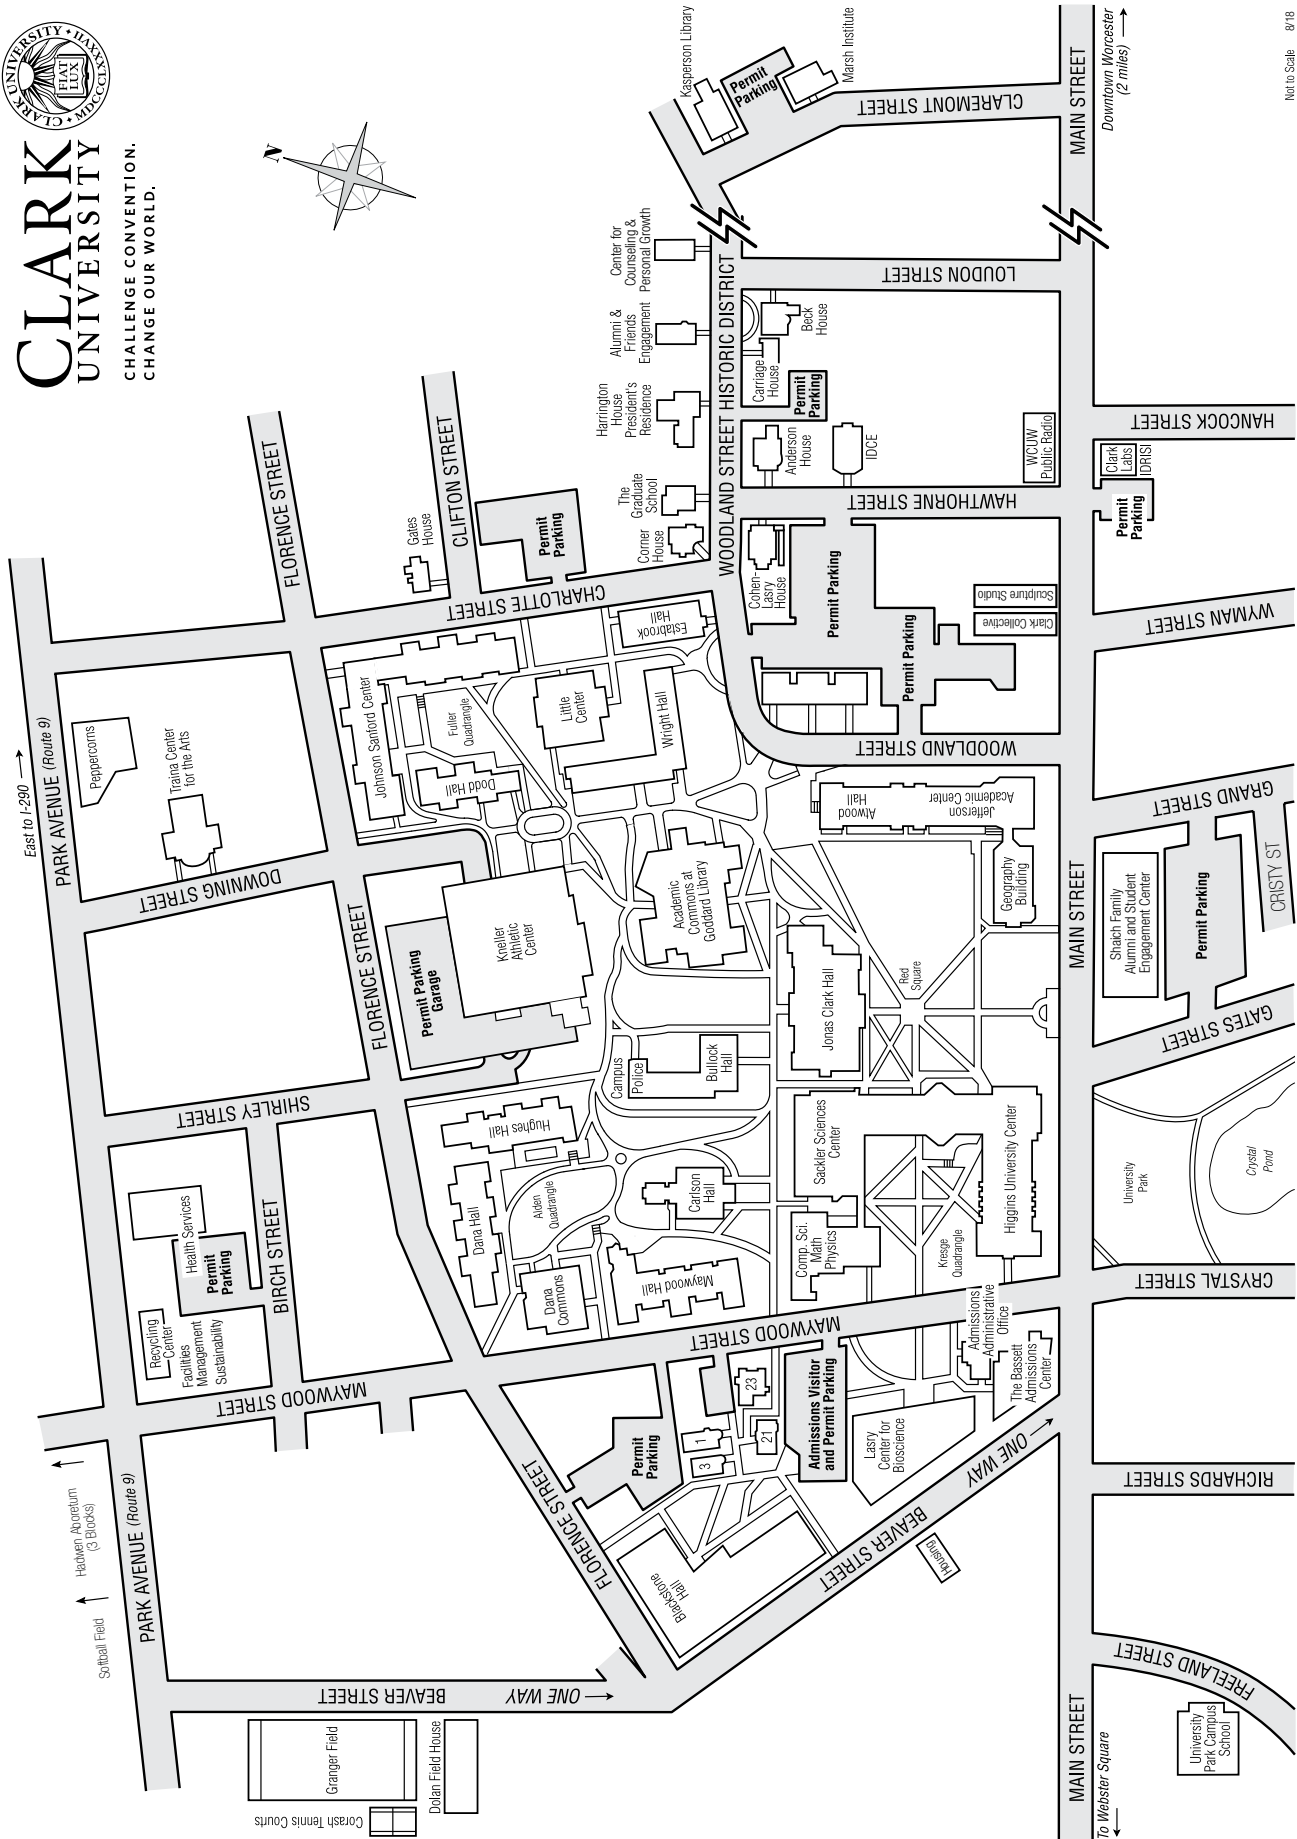 CLARK UNIVERSITY • MDCCCLXXXVII •
FIAT
LUX
CLARK
UNIVERSITY
CHALLENGE CONVENTION.
CHANGE OUR WORLD.
N
Kasperson Library
Permit
Parking
Marsh Institute
CLAREMONT STREET
MAIN STREET
Downtown Worcester
(2 miles)
Not to Scale 8/18
Center for
Counseling &
Personal Growth
Alumni &
Friends
Engagement
Harrington
House
President's
Residence
The
Graduate
School
Corner
House
WOODLAND STREET HISTORIC DISTRICT
LOUDON STREET
Beck
House
Carriage
House
Permit
Parking
Anderson
House
IDCE
WCUW
Public Radio
HANCOCK STREET
Clark
Labs
IDRISI
Permit
Parking
HAWTHORNE STREET
Cohen-
Lasry
House
Permit Parking
Permit Parking
Sculpture Studio
Clark Collective
WYMAN STREET
FLORENCE STREET
CLIFTON STREET
Gates
House
Permit
Parking
CHARLOTTE STREET
Estabrook
Hall
East to I-290
PARK AVENUE (Route 9)
Peppercorns
Traina Center
for the Arts
DOWNING STREET
Johnson Sanford Center
Fuller
Quadrangle
Dodd Hall
Little
Center
Wright Hall
WOODLAND STREET
Atwood
Hall
Jefferson
Academic Center
Geography
Building
GRAND STREET
CRISTY ST
MAIN STREET
Shaich Family
Alumni and Student
Engagement Center
Permit Parking
GATES STREET
FLORENCE STREET
Permit Parking
Garage
Kneller
Athletic
Center
Academic
Commons at
Goddard Library
Jonas Clark Hall
Red
Square
SHIRLEY STREET
Campus
Police
Bullock
Hall
Hughes Hall
Sackler Sciences
Center
Higgins University Center
University
Park
Crystal
Pond
Health Services
Permit
Parking
BIRCH STREET
Dana Hall
Alden
Quadrangle
Carlson
Hall
Comp. Sci.
Math
Physics
Kresge
Quadrangle
CRYSTAL STREET
Recycling
Center
Facilities
Management
Sustainability
Dana
Commons
Maywood Hall
MAYWOOD STREET
MAYWOOD STREET
MAYWOOD STREET
Admissions
Administrative
Office
The Bassett
Admissions
Center
23
21
1
3
Admissions Visitor
and Permit Parking
Lasry
Center for
Bioscience
Permit
Parking
ONE WAY
RICHARDS STREET
Hadwen Aboretum
(3 Blocks)
Softball Field
PARK AVENUE (Route 9)
FLORENCE STREET
Blackstone
Hall
BEAVER STREET
Housing
FREELAND STREET
BEAVER STREET
ONE WAY
Granger Field
Dolan Field House
Corash Tennis Courts
MAIN STREET
To Webster Square
University
Park Campus
School